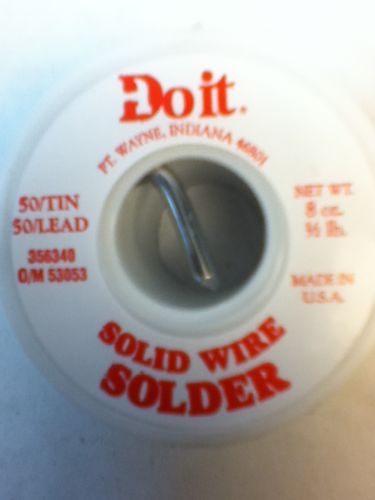 Do it.
FT. WAYNE, INDIANA 46801
50/TIN
50/LEAD
356340
O/M 53053
NET WT.
8 oz.
½ lb.
MADE IN
U.S.A.
SOLID WIRE
SOLDER